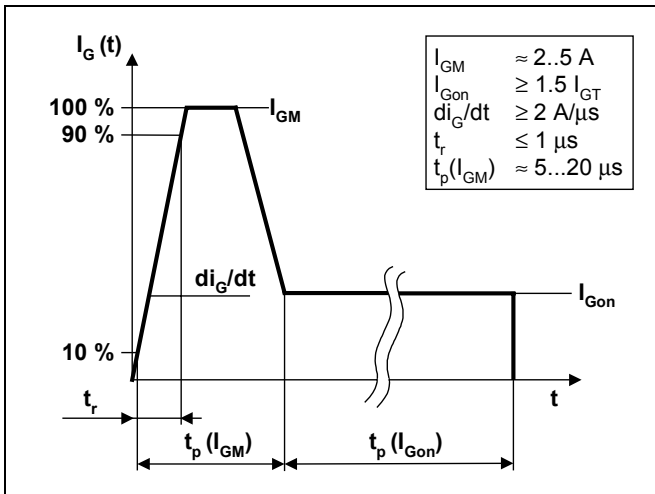 I_G (t)
100 %
90 %
10 %
I_GM
di_G/dt
I_Gon
t
t_r
t_p (I_GM)
t_p (I_Gon)
I_GM ≈ 2..5 A
I_Gon ≥ 1.5 I_GT
di_G/dt ≥ 2 A/μs
t_r ≤ 1 μs
t_p(I_GM) ≈ 5...20 μs